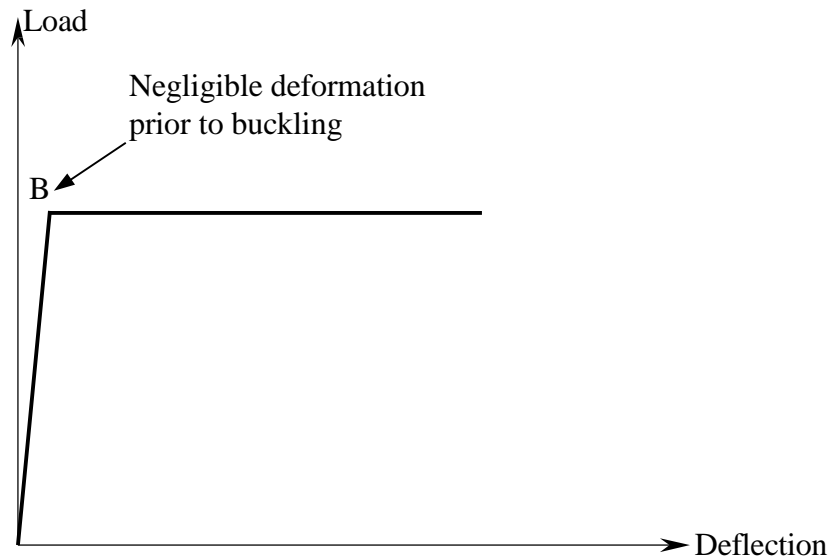 Load
Negligible deformation
prior to buckling
B
Deflection